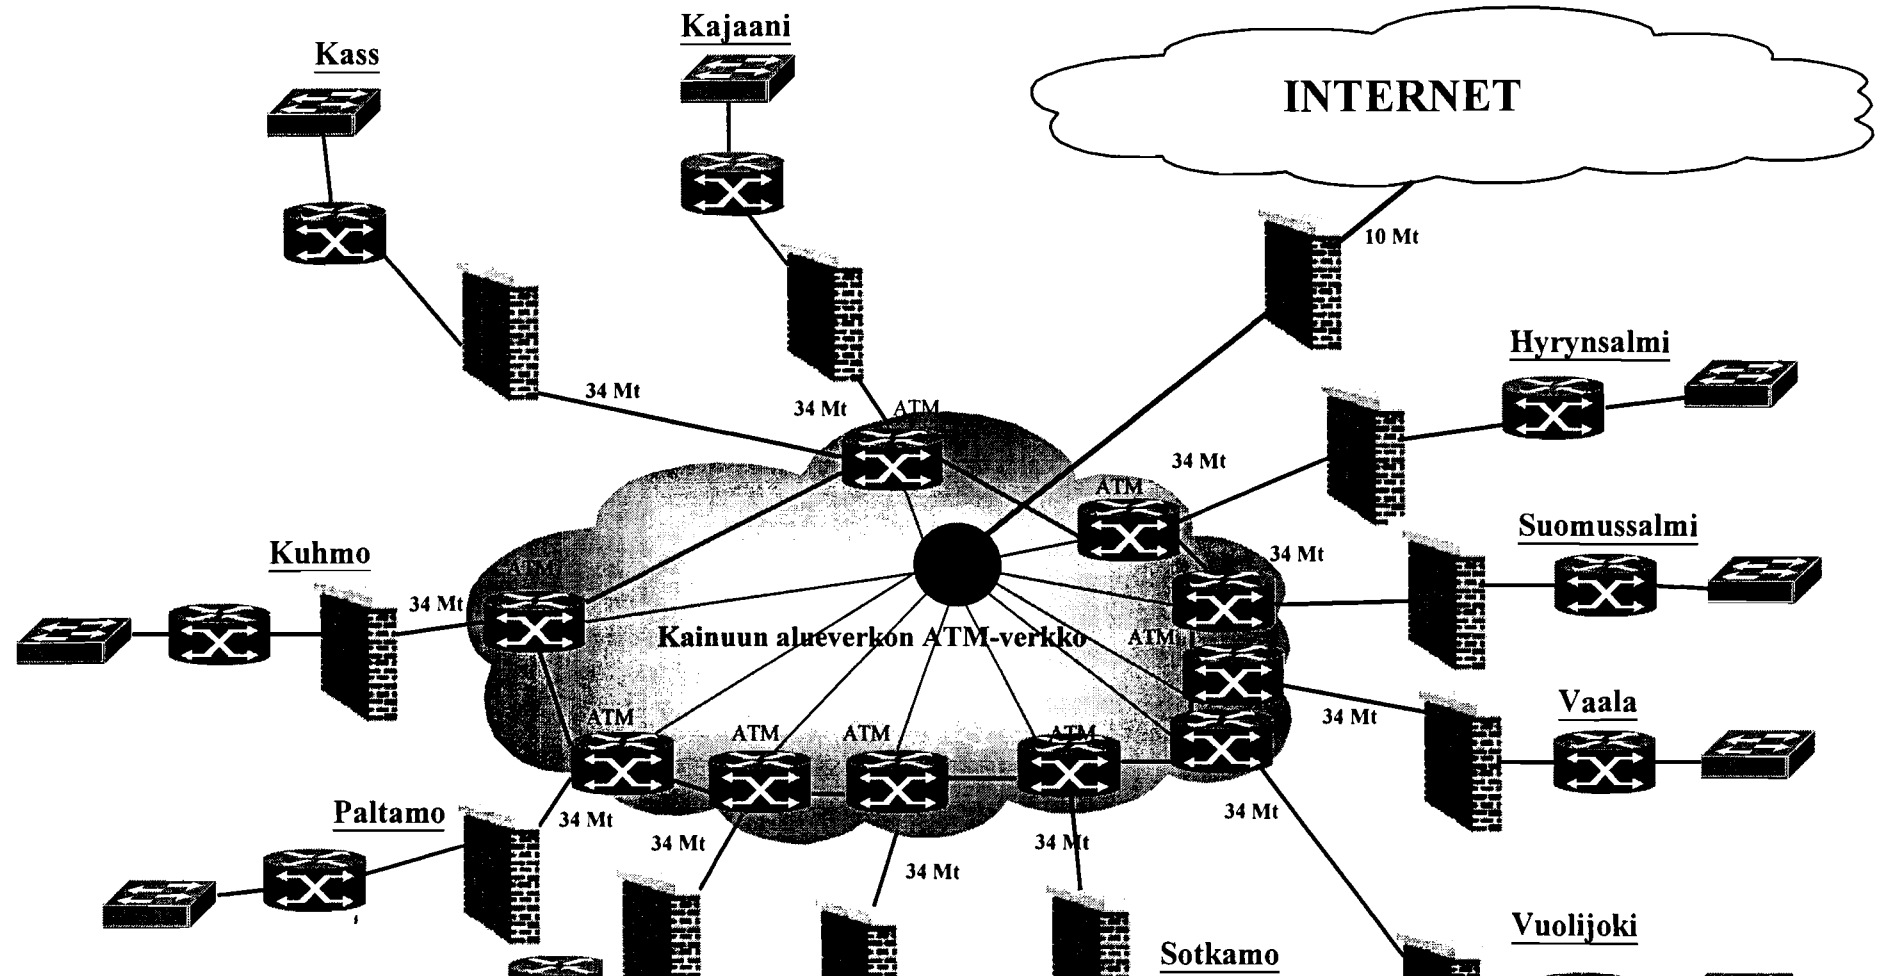 Kajaani
Kass
INTERNET
10 Mt
Hyrynsalmi
34 Mt
34 Mt
ATM
34 Mt
ATM
Suomussalmi
Kuhmo
34 Mt
ATM
34 Mt
Kainuun alueverkon ATM-verkko
ATM
Vaala
34 Mt
ATM
ATM
ATM
ATM
Paltamo
34 Mt
34 Mt
34 Mt
34 Mt
34 Mt
Vuolijoki
Sotkamo